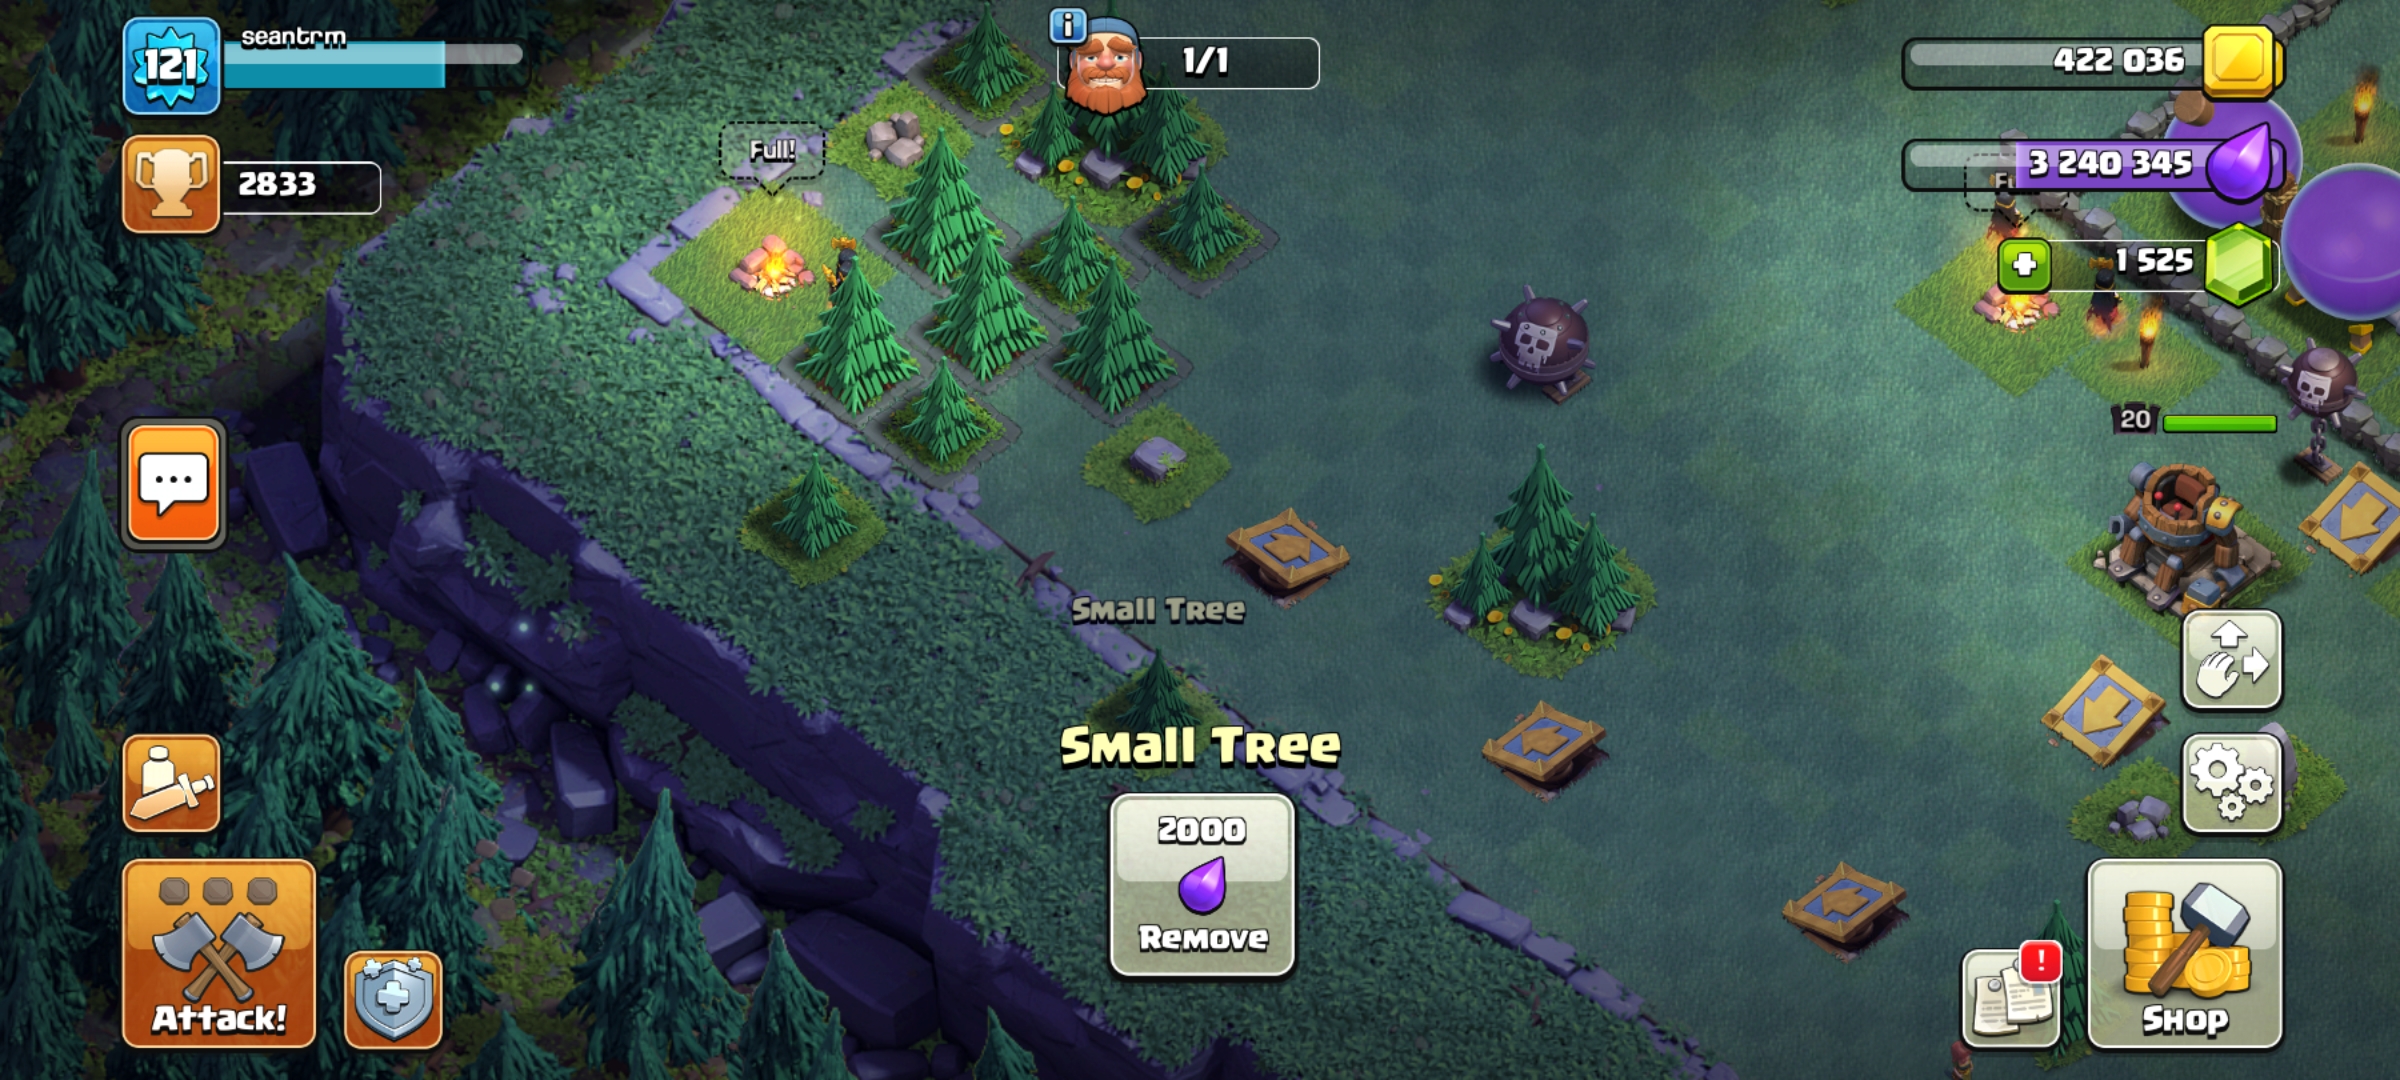 121
seantrm
1/1
422 036
2833
Full!
3 240 345
1 525
20
Small Tree
Small Tree
2000
Remove
Attack!
!
Shop